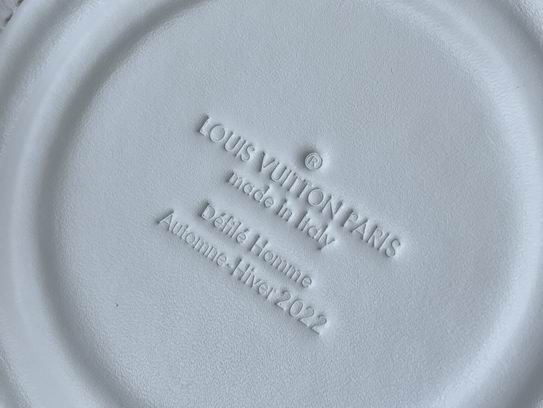 ®
LOUIS VUITTON PARIS
made in Italy
Défilé Homme
Automne-Hiver 2022